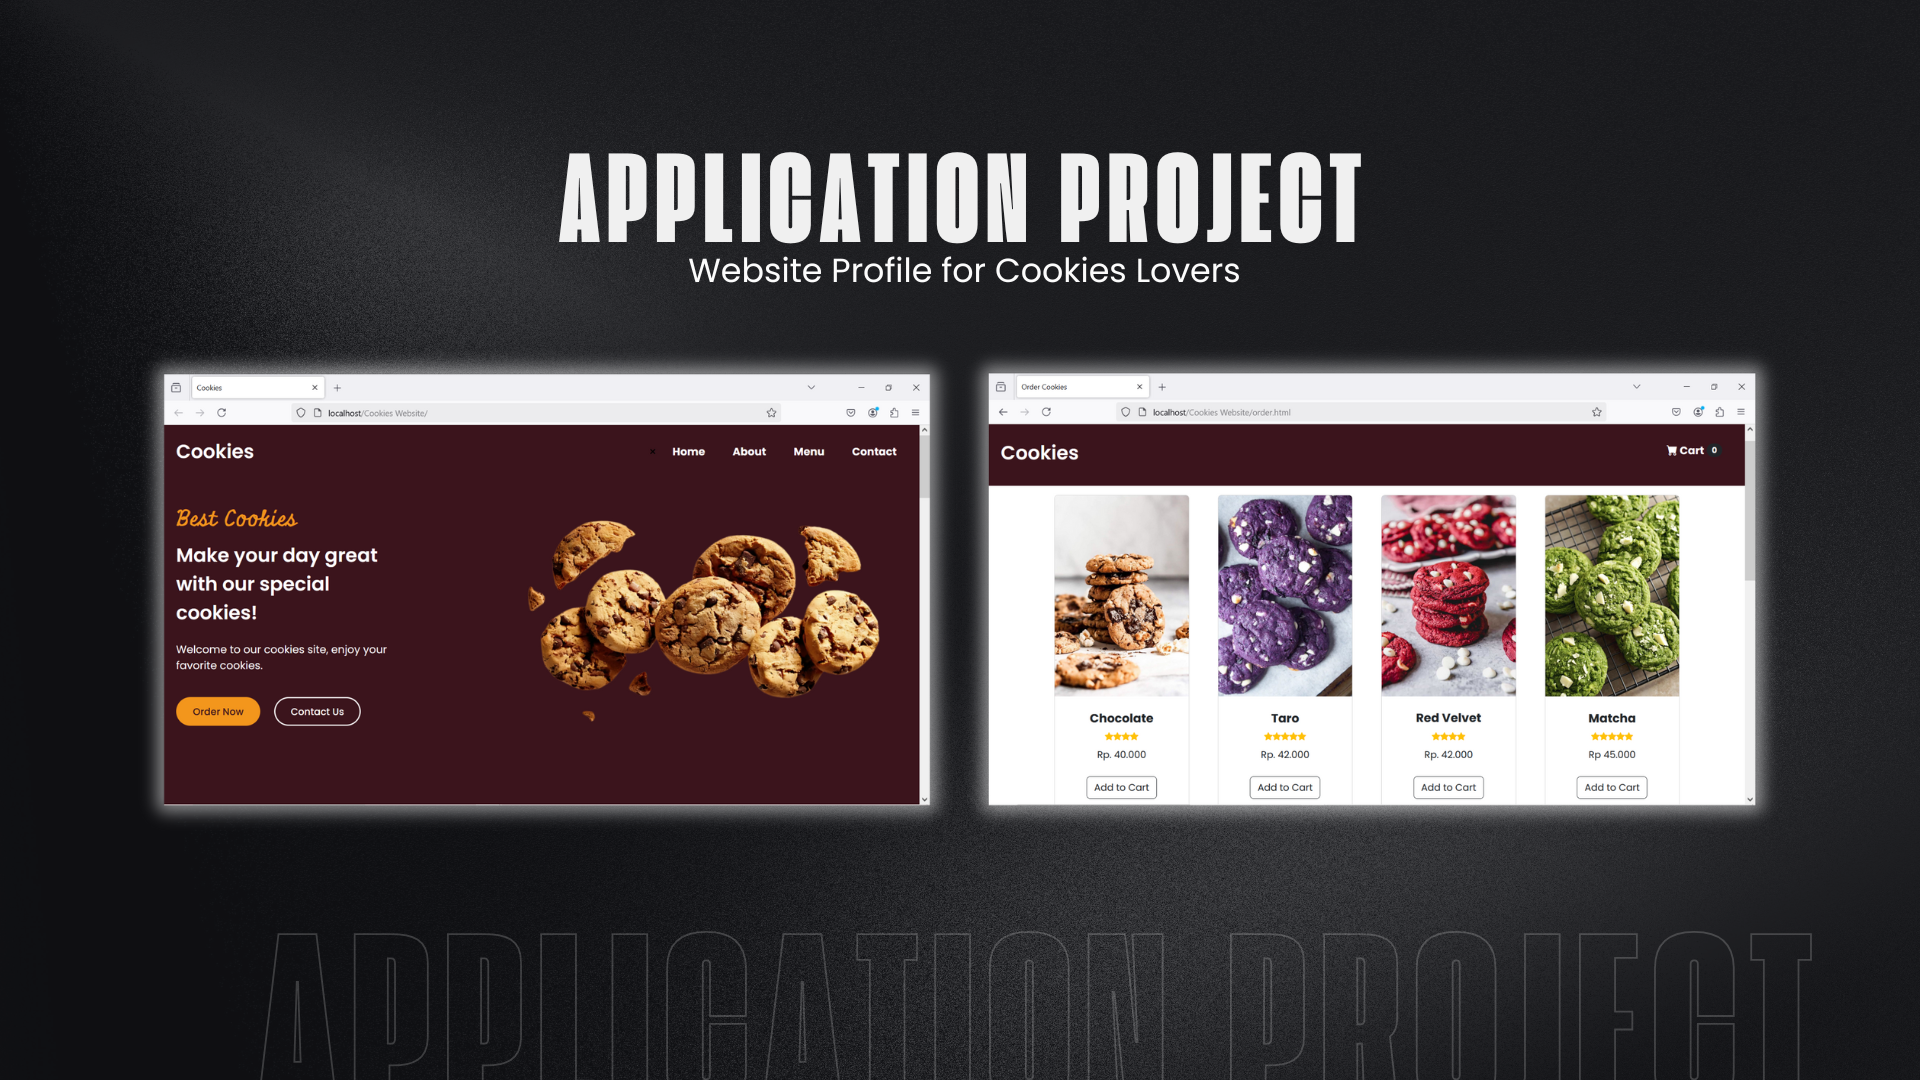 APPLICATION PROJECT
Website Profile for Cookies Lovers
Cookies
localhost/Cookies Website/
Cookies
Home About Menu Contact
Best Cookies
Make your day great
with our special
cookies!
Welcome to our cookies site, enjoy your
favorite cookies.
Order Now Contact Us
Order Cookies
localhost/Cookies Website/order.html
Cookies
Cart 0
Chocolate Taro Red Velvet Matcha
Rp. 40.000 Rp. 42.000 Rp. 42.000 Rp 45.000
Add to Cart Add to Cart Add to Cart Add to Cart
APPLICATION PROJECT